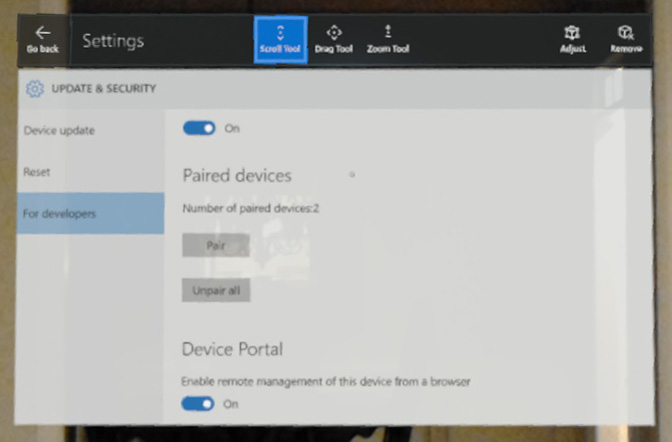 Go back
Settings
Scroll Tool
Drag Tool
Zoom Tool
Adjust
Remove
UPDATE & SECURITY
Device update
On
Reset
Paired devices
For developers
Number of paired devices:2
Pair
Unpair all
Device Portal
Enable remote management of this device from a browser
On